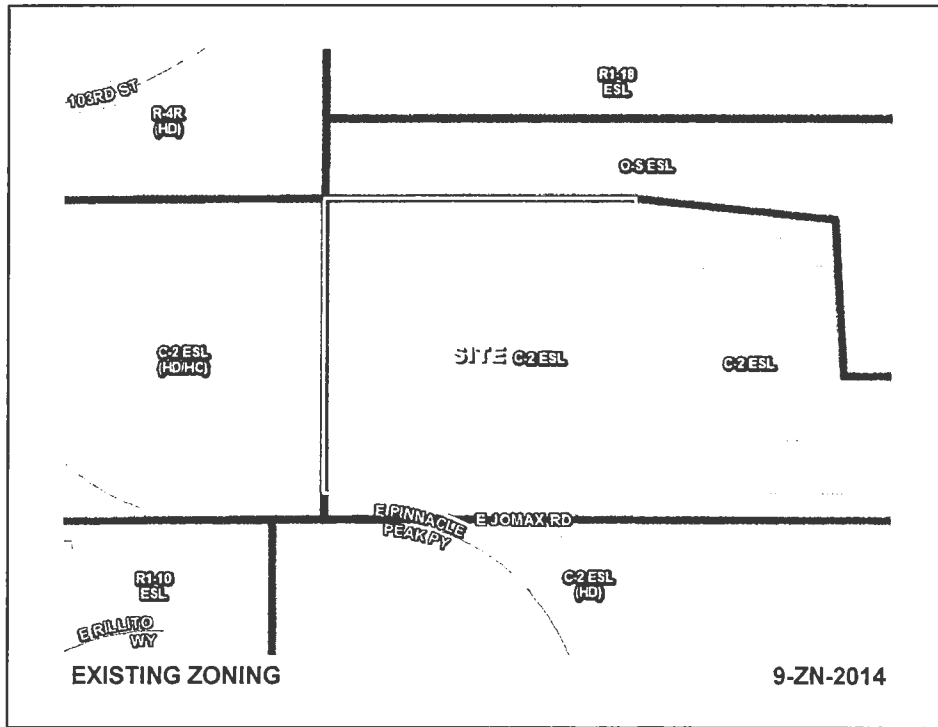 103RD ST
R-4R
(HD)
R1-18
ESL
O-S ESL
C-2 ESL
(HD/HC)
SITE C-2 ESL
C-2 ESL
E PINNACLE
PEAK PY
E JOMAX RD
R1-10
ESL
C-2 ESL
(HD)
E RILLITO
WY
EXISTING ZONING
9-ZN-2014